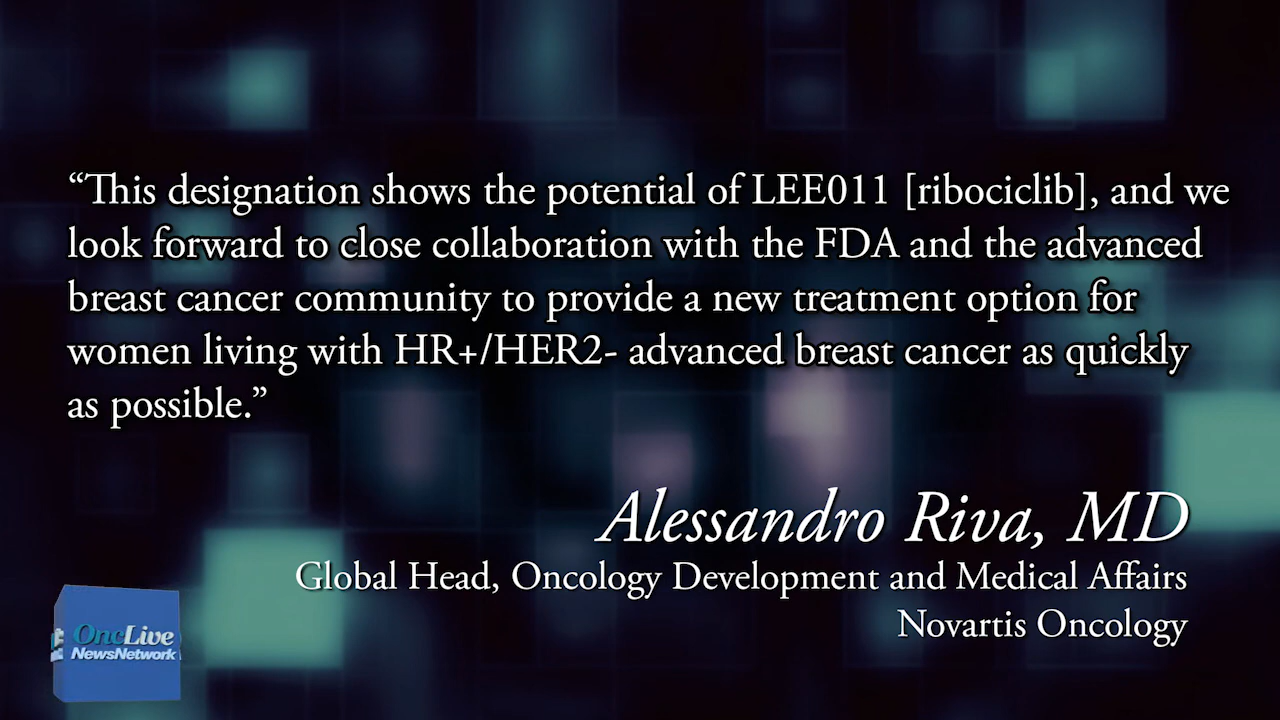 “This designation shows the potential of LEE011 [ribociclib], and we
look forward to close collaboration with the FDA and the advanced
breast cancer community to provide a new treatment option for
women living with HR+/HER2- advanced breast cancer as quickly
as possible.”
Alessandro Riva, MD
Global Head, Oncology Development and Medical Affairs
Novartis Oncology
OncLive
NewsNetwork